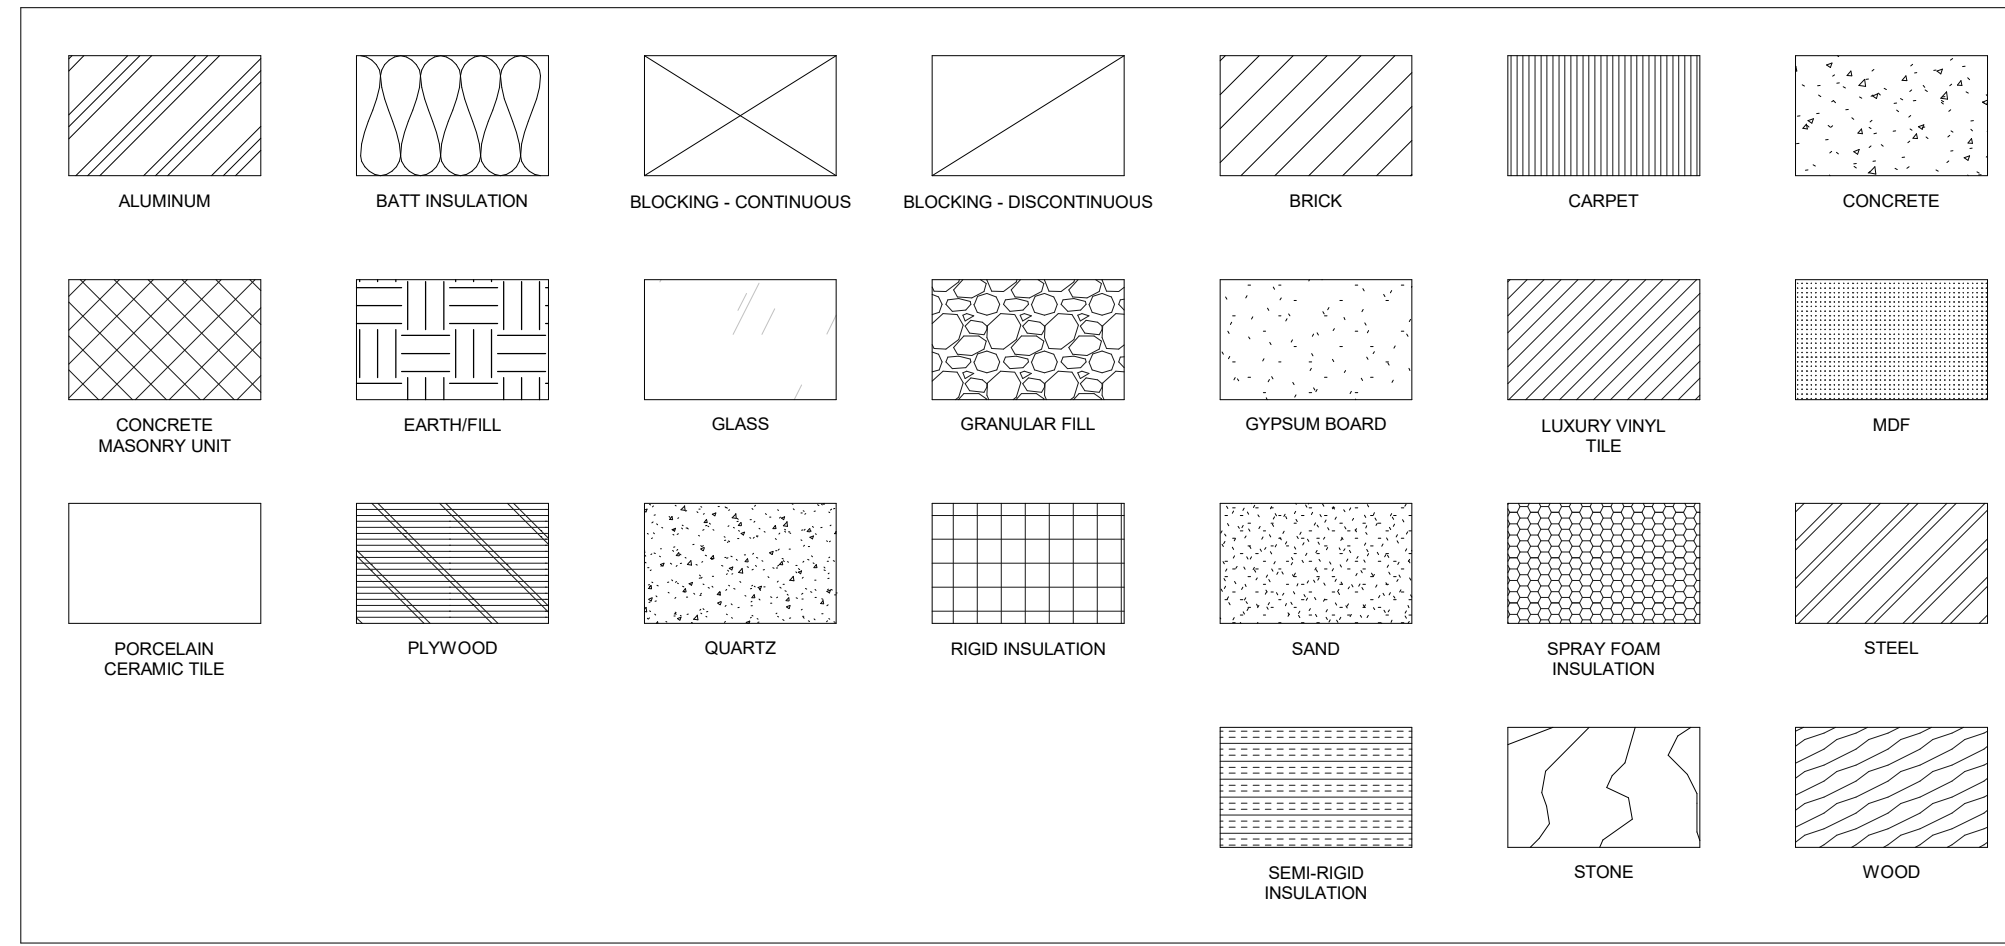 ALUMINUM
BATT INSULATION
BLOCKING - CONTINUOUS
BLOCKING - DISCONTINUOUS
BRICK
CARPET
CONCRETE
CONCRETE
MASONRY UNIT
EARTH/FILL
GLASS
GRANULAR FILL
GYPSUM BOARD
LUXURY VINYL
TILE
MDF
PORCELAIN
CERAMIC TILE
PLYWOOD
QUARTZ
RIGID INSULATION
SAND
SPRAY FOAM
INSULATION
STEEL
SEMI-RIGID
INSULATION
STONE
WOOD